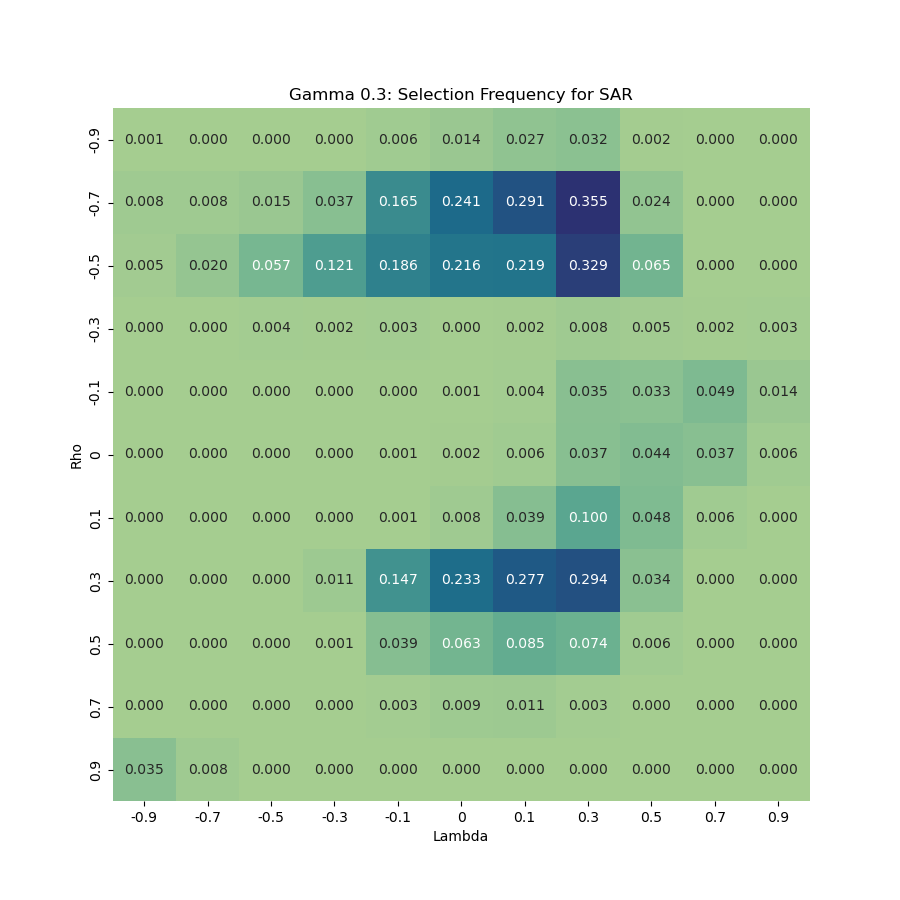 Gamma 0.3: Selection Frequency for SAR
-0.9 0.001 0.000 0.000 0.000 0.006 0.014 0.027 0.032 0.002 0.000 0.000
-0.7 0.008 0.008 0.015 0.037 0.165 0.241 0.291 0.355 0.024 0.000 0.000
-0.5 0.005 0.020 0.057 0.121 0.186 0.216 0.219 0.329 0.065 0.000 0.000
-0.3 0.000 0.000 0.004 0.002 0.003 0.000 0.002 0.008 0.005 0.002 0.003
-0.1 0.000 0.000 0.000 0.000 0.000 0.001 0.004 0.035 0.033 0.049 0.014
Rho
0 0.000 0.000 0.000 0.000 0.001 0.002 0.006 0.037 0.044 0.037 0.006
0.1 0.000 0.000 0.000 0.000 0.001 0.008 0.039 0.100 0.048 0.006 0.000
0.3 0.000 0.000 0.000 0.011 0.147 0.233 0.277 0.294 0.034 0.000 0.000
0.5 0.000 0.000 0.000 0.001 0.039 0.063 0.085 0.074 0.006 0.000 0.000
0.7 0.000 0.000 0.000 0.000 0.003 0.009 0.011 0.003 0.000 0.000 0.000
0.9 0.035 0.008 0.000 0.000 0.000 0.000 0.000 0.000 0.000 0.000 0.000
-0.9 -0.7 -0.5 -0.3 -0.1 0 0.1 0.3 0.5 0.7 0.9
Lambda